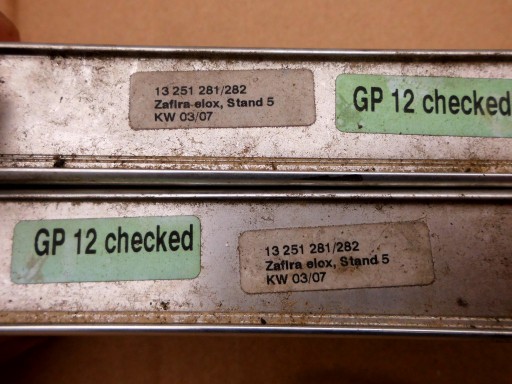 13 251 281/282
Zafira elox, Stand 5
KW 03/07
GP 12 checked
GP 12 checked
13 251 281/282
Zafira elox, Stand 5
KW 03/07